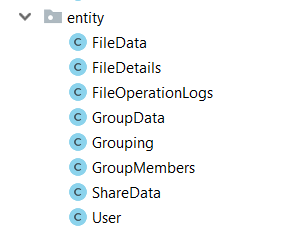 entity
C FileData
C FileDetails
C FileOperationLogs
C GroupData
C Grouping
C GroupMembers
C ShareData
C User